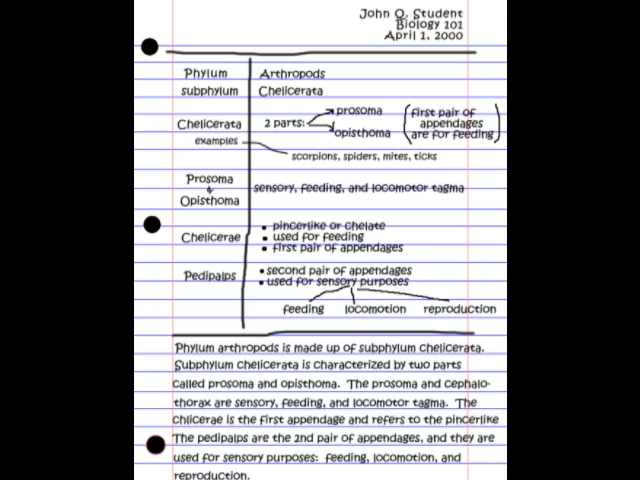 John Q. Student
Biology 101
April 1, 2000
Phylum Arthropods
subphylum Chelicerata
Chelicerata 2 parts: prosoma opisthoma (first pair of appendages are for feeding)
examples scorpions, spiders, mites, ticks
Prosoma & Opisthoma sensory, feeding, and locomotor tagma
Chelicerae • pincerlike or chelate
• used for feeding
• first pair of appendages
Pedipalps • second pair of appendages
• used for sensory purposes
feeding locomotion reproduction
Phylum arthropods is made up of subphylum chelicerata.
Subphylum chelicerata is characterized by two parts
called prosoma and opisthoma. The prosoma and cephalo-
thorax are sensory, feeding, and locomotor tagma. The
chlicerae is the first appendage and refers to the pincerlike
The pedipalps are the 2nd pair of appendages, and they are
used for sensory purposes: feeding, locomotion, and
reproduction.